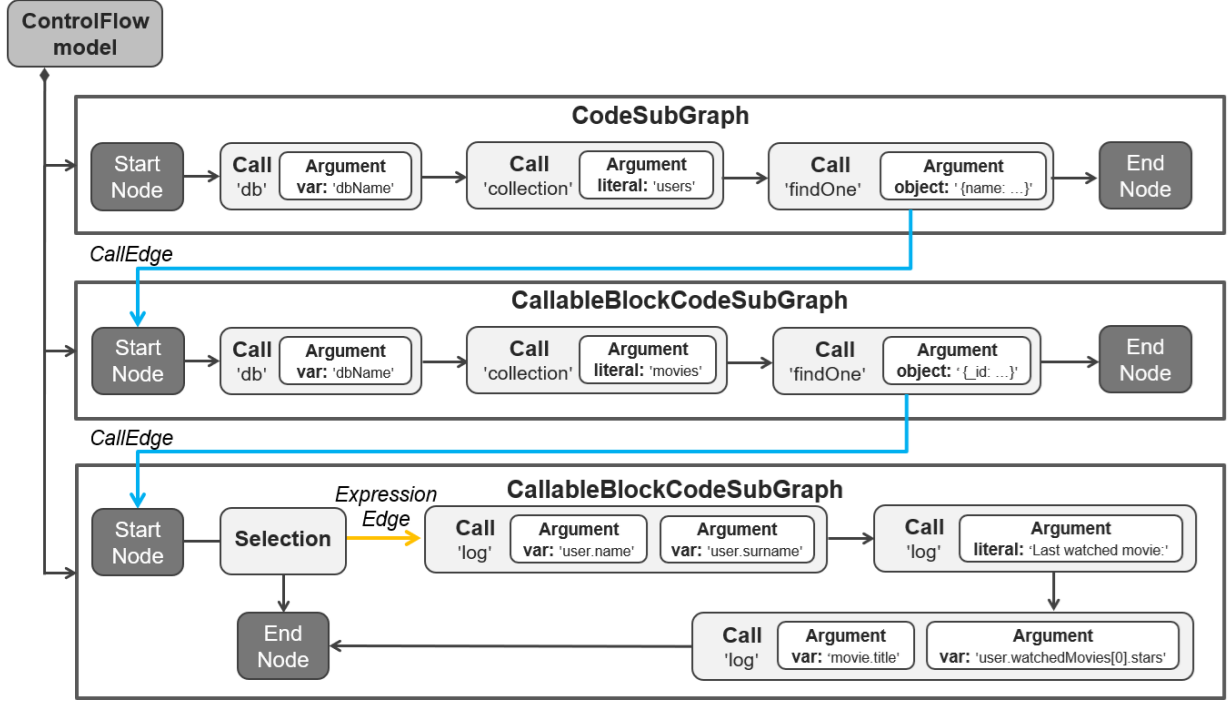 ControlFlow
model
CodeSubGraph
Start
Node
Call
'db'
Argument
var: 'dbName'
Call
'collection'
Argument
literal: 'users'
Call
'findOne'
Argument
object: '{name: ...}'
End
Node
CallEdge
CallableBlockCodeSubGraph
Start
Node
Call
'db'
Argument
var: 'dbName'
Call
'collection'
Argument
literal: 'movies'
Call
'findOne'
Argument
object: '{_id: ...}'
End
Node
CallEdge
CallableBlockCodeSubGraph
Start
Node
Selection
Expression
Edge
Call
'log'
Argument
var: 'user.name'
Argument
var: 'user.surname'
Call
'log'
Argument
literal: 'Last watched movie:'
End
Node
Call
'log'
Argument
var: 'movie.title'
Argument
var: 'user.watchedMovies[0].stars'